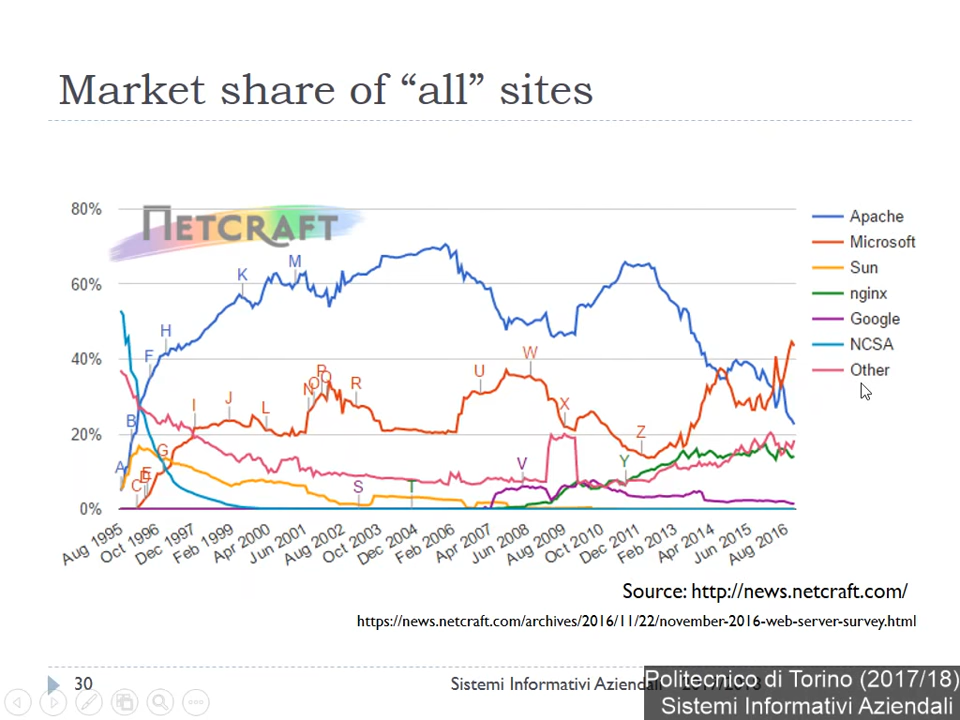 Market share of “all” sites
80%
60%
40%
20%
0%
NETCRAFT
A
B
C
E
F
G
H
I
J
K
L
M
N
O
P
Q
R
S
T
U
V
W
X
Y
Z
Aug 1995
Oct 1996
Dec 1997
Feb 1999
Apr 2000
Jun 2001
Aug 2002
Oct 2003
Dec 2004
Feb 2006
Apr 2007
Jun 2008
Aug 2009
Oct 2010
Dec 2011
Feb 2013
Apr 2014
Jun 2015
Aug 2016
Apache
Microsoft
Sun
nginx
Google
NCSA
Other
Source: http://news.netcraft.com/
https://news.netcraft.com/archives/2016/11/22/november-2016-web-server-survey.html
30
Sistemi Informativi Aziendali
Politecnico di Torino (2017/18)
Sistemi Informativi Aziendali